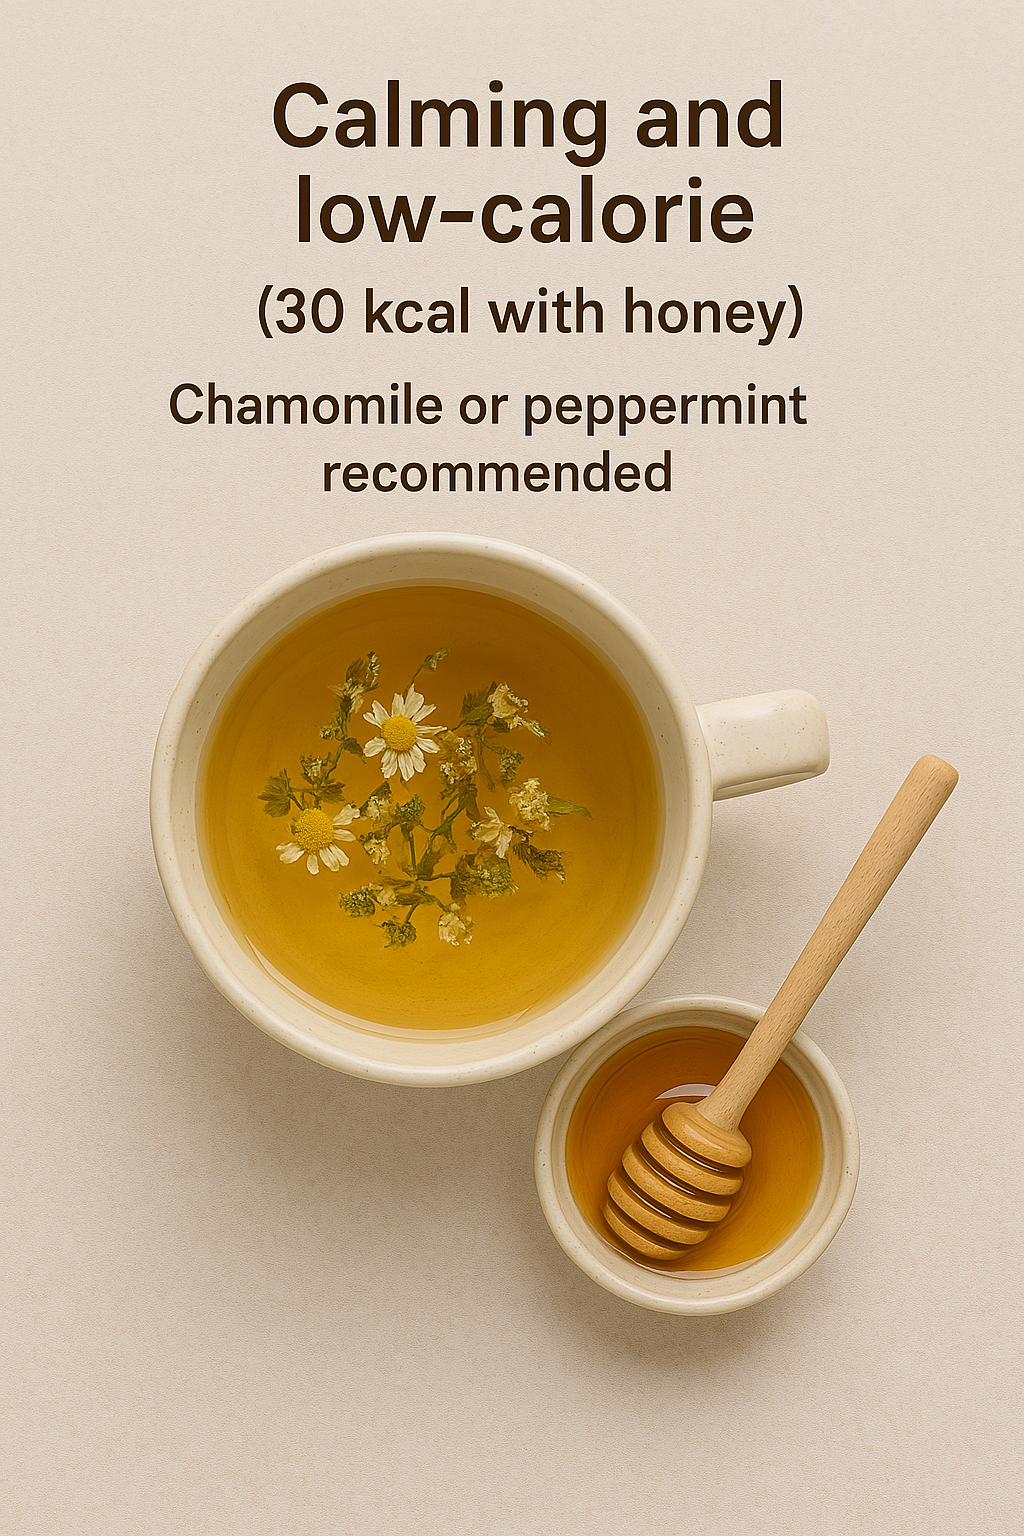 Calming and
low-calorie
(30 kcal with honey)
Chamomile or peppermint
recommended